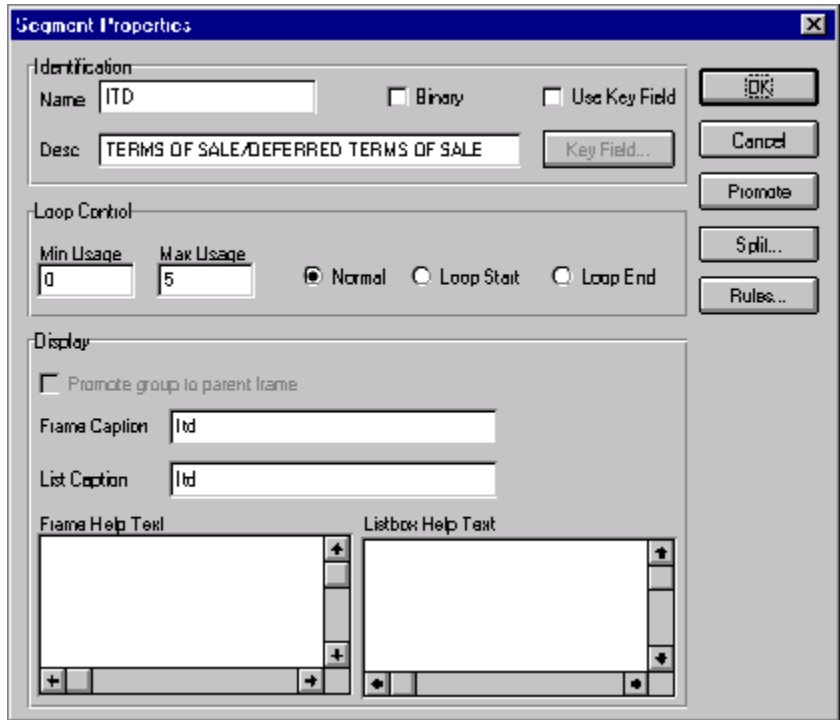 Segment Properties
Identification
Name ITD Binary Use Key Field
Desc TERMS OF SALE/DEFERRED TERMS OF SALE Key Field...
OK
Cancel
Promote
Split...
Rules...
Loop Control
Min Usage Max Usage
0 5 Normal Loop Start Loop End
Display
Promote group to parent frame
Frame Caption Itd
List Caption Itd
Frame Help Text Listbox Help Text